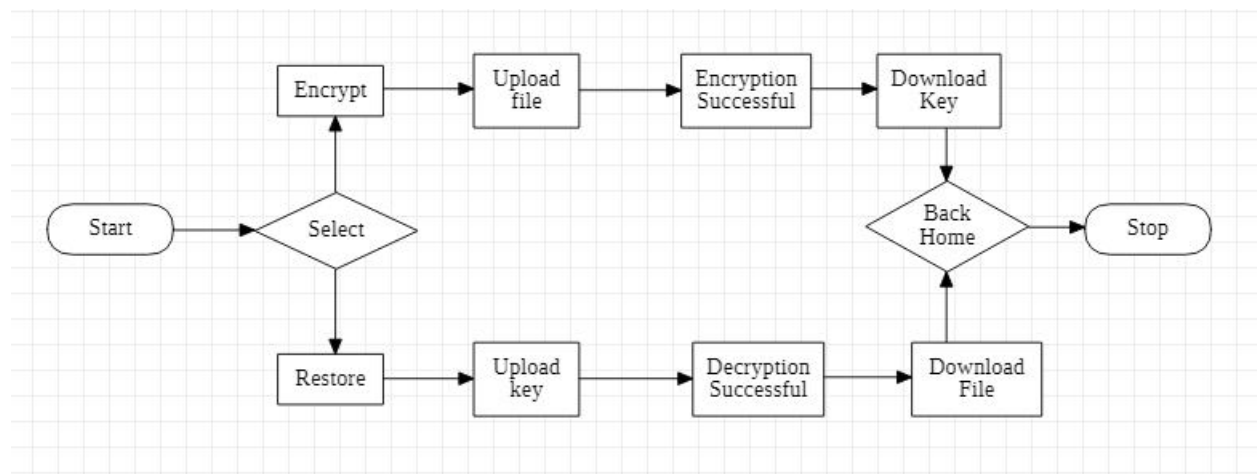 Encrypt
Upload
file
Encryption
Successful
Download
Key
Start
Select
Back
Home
Stop
Restore
Upload
key
Decryption
Successful
Download
File